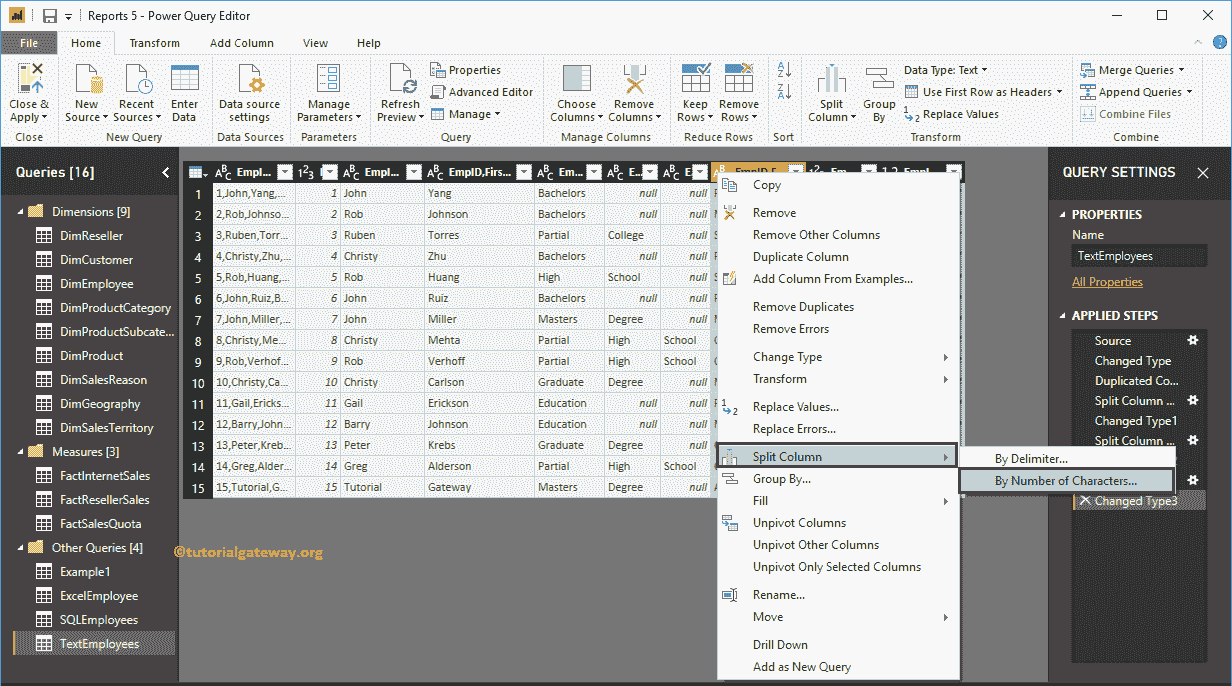 Reports 5 - Power Query Editor
File Home Transform Add Column View Help
Close & Apply
New Source
Recent Sources
Enter Data
Data source settings
Manage Parameters
Refresh Preview
Properties
Advanced Editor
Manage
Choose Columns
Remove Columns
Keep Rows
Remove Rows
Split Column
Group By
Data Type: Text
Use First Row as Headers
Replace Values
Merge Queries
Append Queries
Combine Files
Close New Query Data Sources Parameters Query Manage Columns Reduce Rows Sort Transform Combine
Queries [16]
Dimensions [9]
DimReseller
DimCustomer
DimEmployee
DimProductCategory
DimProductSubcate...
DimProduct
DimSalesReason
DimGeography
DimSalesTerritory
Measures [3]
FactInternetSales
FactResellerSales
FactSalesQuota
Other Queries [4]
Example1
ExcelEmployee
SQLEmployees
TextEmployees
ABC Empl... 123 ABC Empl... ABC EmpID,Firs... ABC Em... ABC E... ABC E...
1 1,John,Yang,... 1 John Yang Bachelors null null
2 2,Rob,Johnso... 2 Rob Johnson Bachelors null null
3 3,Ruben,Torr... 3 Ruben Torres Partial College null
4 4,Christy,Zhu,... 4 Christy Zhu Bachelors null null
5 5,Rob,Huang,... 5 Rob Huang High School null
6 6,John,Ruiz,B... 6 John Ruiz Bachelors null null
7 7,John,Miller,... 7 John Miller Masters Degree null
8 8,Christy,Me... 8 Christy Mehta Partial High School
9 9,Rob,Verhof... 9 Rob Verhoff Partial High School
10 10,Christy,Ca... 10 Christy Carlson Graduate Degree null
11 11,Gail,Ericks... 11 Gail Erickson Education null null
12 12,Barry,John... 12 Barry Johnson Education null null
13 13,Peter,Kreb... 13 Peter Krebs Graduate Degree null
14 14,Greg,Alder... 14 Greg Alderson Partial High School
15 15,Tutorial,G... 15 Tutorial Gateway Masters Degree null
©tutorialgateway.org
Copy
Remove
Remove Other Columns
Duplicate Column
Add Column From Examples...
Remove Duplicates
Remove Errors
Change Type
Transform
Replace Values...
Replace Errors...
Split Column
Group By...
Fill
Unpivot Columns
Unpivot Other Columns
Unpivot Only Selected Columns
Rename...
Move
Drill Down
Add as New Query
By Delimiter...
By Number of Characters...
QUERY SETTINGS
PROPERTIES
Name
TextEmployees
All Properties
APPLIED STEPS
Source
Changed Type
Duplicated Co...
Split Column ...
Changed Type1
Split Column ...
Changed Type3